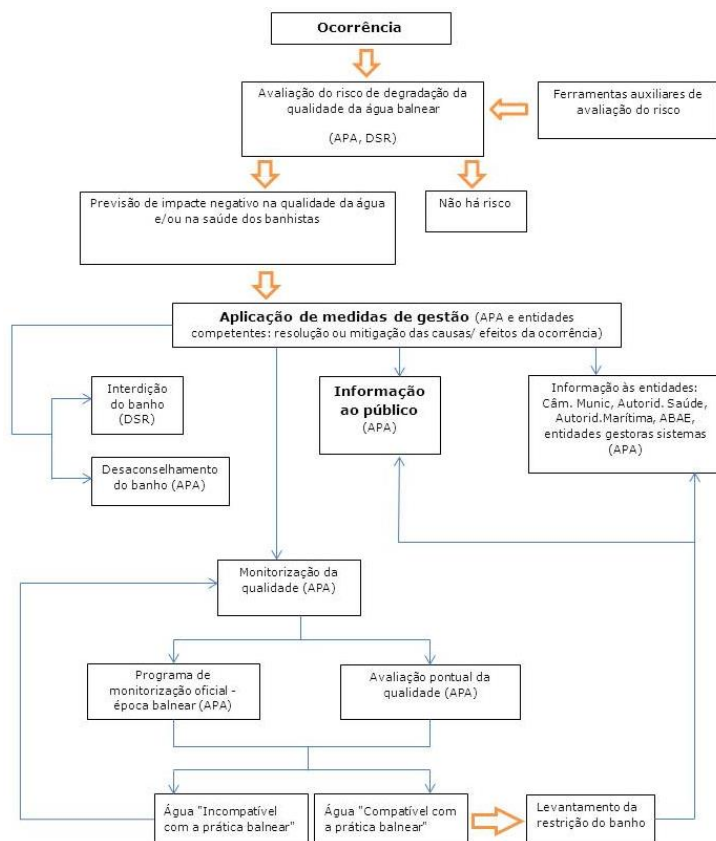 Ocorrência
Avaliação do risco de degradação da
qualidade da água balnear
(APA, DSR)
Ferramentas auxiliares de
avaliação do risco
Previsão de impacte negativo na qualidade da água
e/ou na saúde dos banhistas
Não há risco
Aplicação de medidas de gestão (APA e entidades
competentes: resolução ou mitigação das causas/ efeitos da ocorrência)
Interdição
do banho
(DSR)
Informação
ao público
(APA)
Informação às entidades:
Câm. Munic, Autorid. Saúde,
Autorid.Marítima, ABAE,
entidades gestoras sistemas
(APA)
Desaconselhamento
do banho (APA)
Monitorização da
qualidade (APA)
Programa de
monitorização oficial -
época balnear (APA)
Avaliação pontual da
qualidade (APA)
Água "Incompatível
com a prática balnear"
Água "Compatível com
a prática balnear"
Levantamento da
restrição do banho